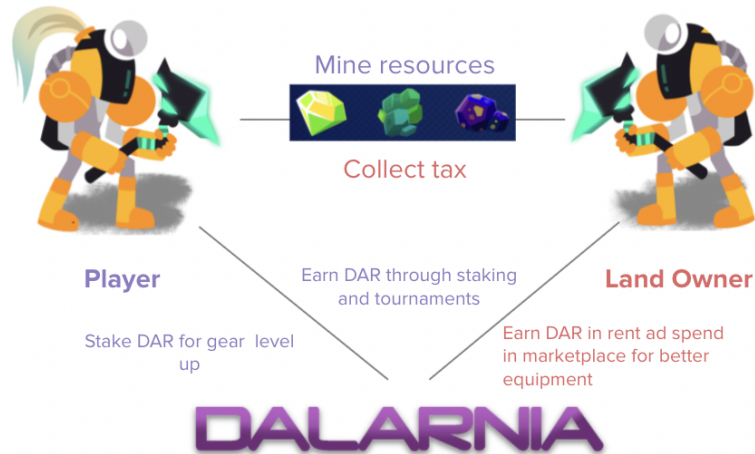 Mine resources
Collect tax
Player
Land Owner
Earn DAR through staking
and tournaments
Stake DAR for gear level
up
Earn DAR in rent ad spend
in marketplace for better
equipment
DALARNIA